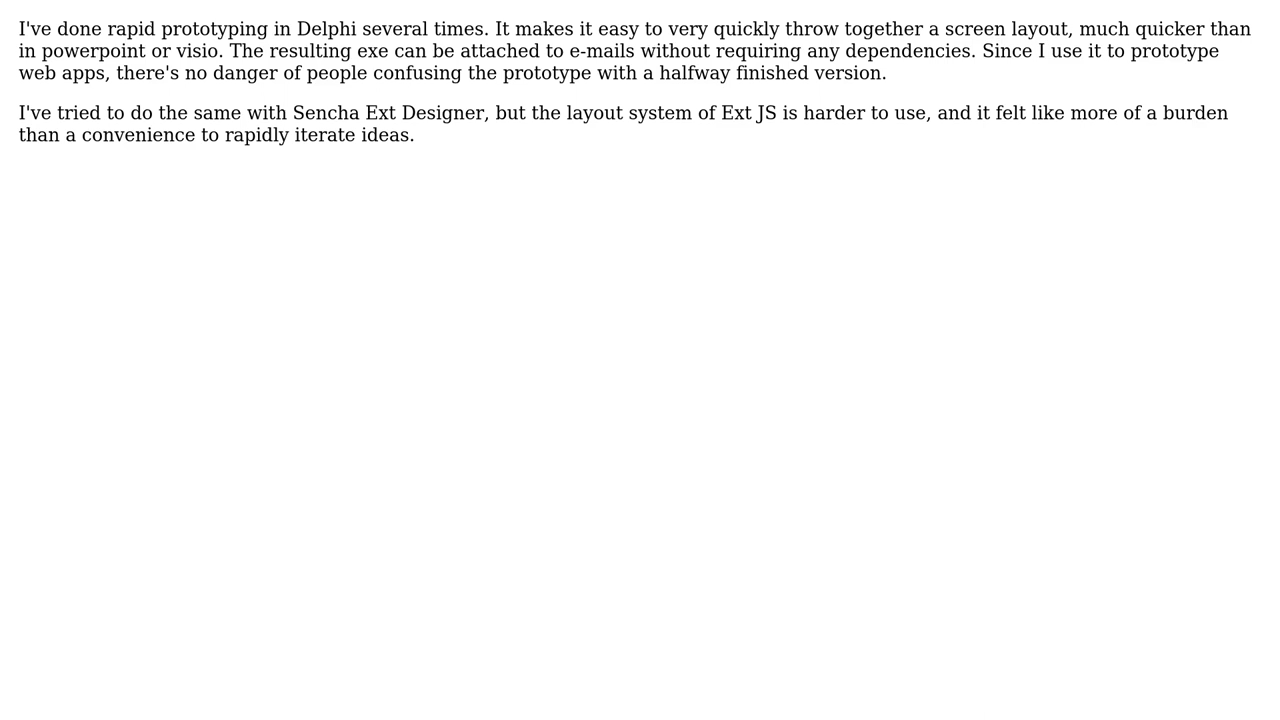 I've done rapid prototyping in Delphi several times. It makes it easy to very quickly throw together a screen layout, much quicker than
in powerpoint or visio. The resulting exe can be attached to e-mails without requiring any dependencies. Since I use it to prototype
web apps, there's no danger of people confusing the prototype with a halfway finished version.
I've tried to do the same with Sencha Ext Designer, but the layout system of Ext JS is harder to use, and it felt like more of a burden
than a convenience to rapidly iterate ideas.